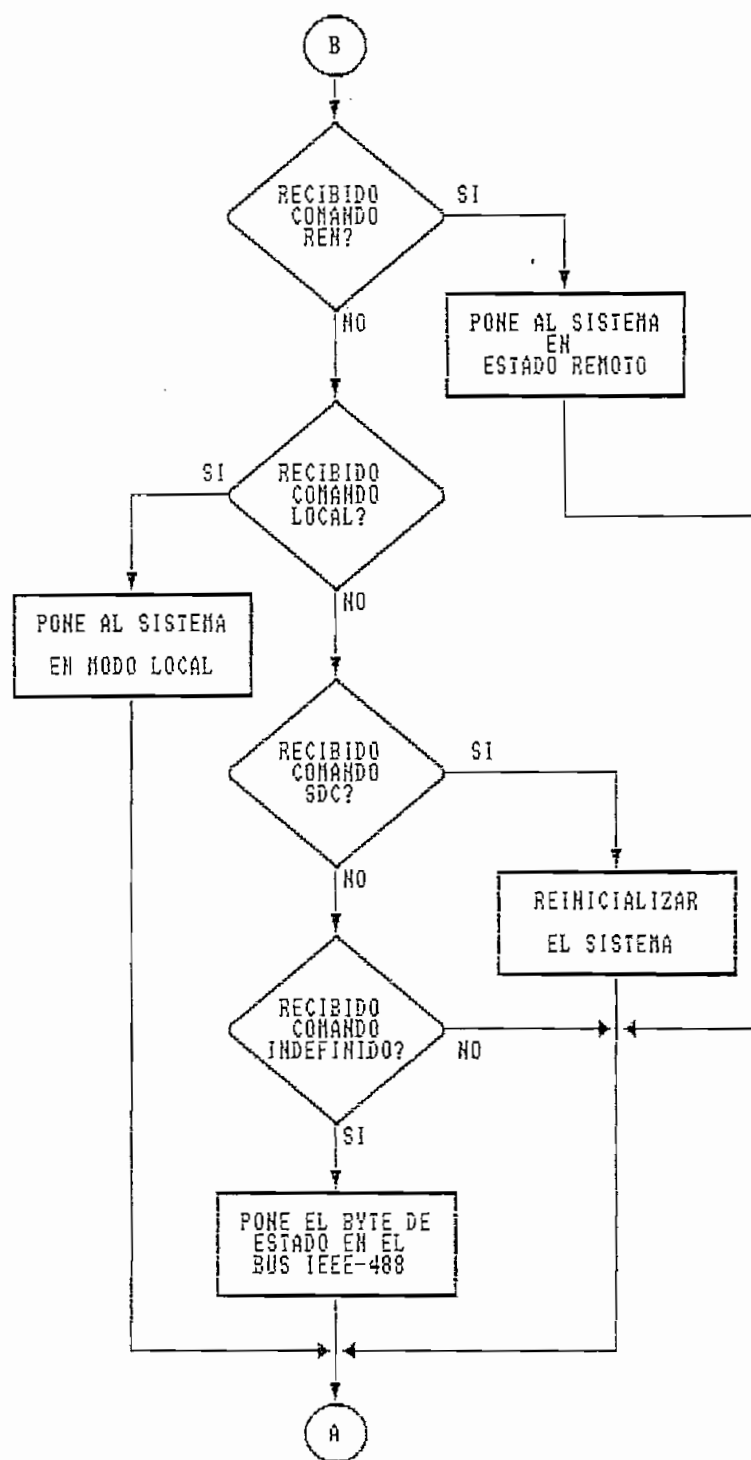 B
RECIBIDO
COMANDO
REN?
SI
NO
PONE AL SISTEMA
EN
ESTADO REMOTO
RECIBIDO
COMANDO
LOCAL?
SI
NO
PONE AL SISTEMA
EN MODO LOCAL
RECIBIDO
COMANDO
SDC?
SI
NO
REINICIALIZAR
EL SISTEMA
RECIBIDO
COMANDO
INDEFINIDO?
NO
SI
PONE EL BYTE DE
ESTADO EN EL
BUS IEEE-488
A